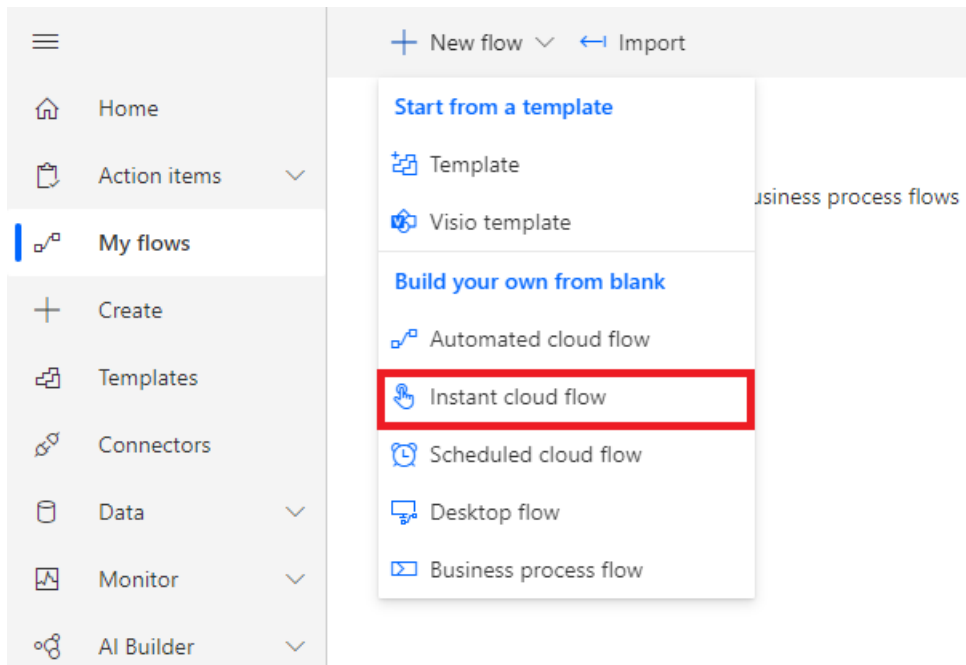 New flow
Import
Home
Action items
My flows
Create
Templates
Connectors
Data
Monitor
AI Builder
Start from a template
Template
Visio template
Build your own from blank
Automated cloud flow
Instant cloud flow
Scheduled cloud flow
Desktop flow
Business process flow
process flows